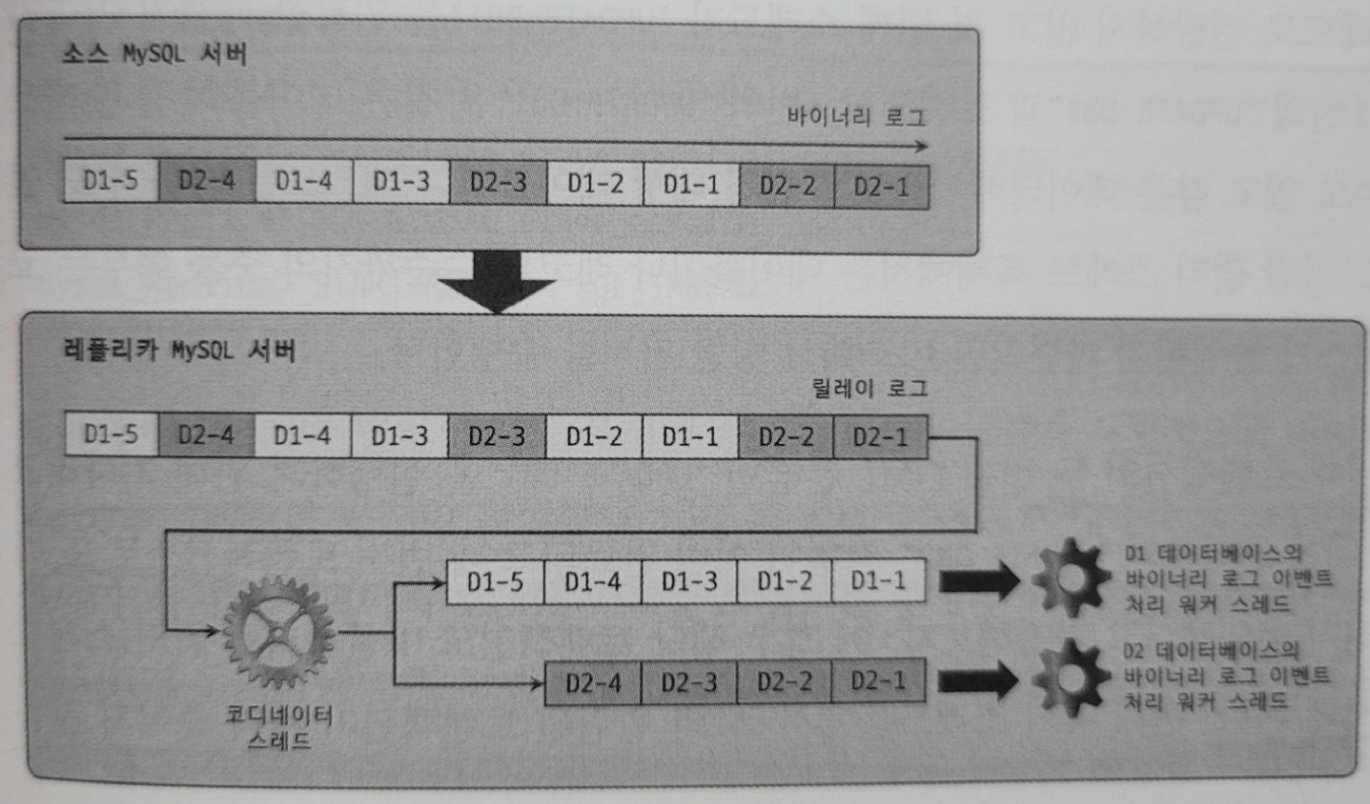 소스 MySQL 서버
바이너리 로그
D1-5 D2-4 D1-4 D1-3 D2-3 D1-2 D1-1 D2-2 D2-1
레플리카 MySQL 서버
릴레이 로그
D1-5 D2-4 D1-4 D1-3 D2-3 D1-2 D1-1 D2-2 D2-1
D1-5 D1-4 D1-3 D1-2 D1-1
D1 데이터베이스의
바이너리 로그 이벤트
처리 워커 스레드
D2-4 D2-3 D2-2 D2-1
D2 데이터베이스의
바이너리 로그 이벤트
처리 워커 스레드
코디네이터
스레드